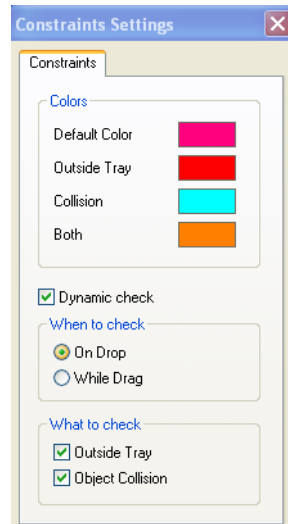 Constraints Settings
Constraints
Colors
Default Color
Outside Tray
Collision
Both
Dynamic check
When to check
On Drop
While Drag
What to check
Outside Tray
Object Collision